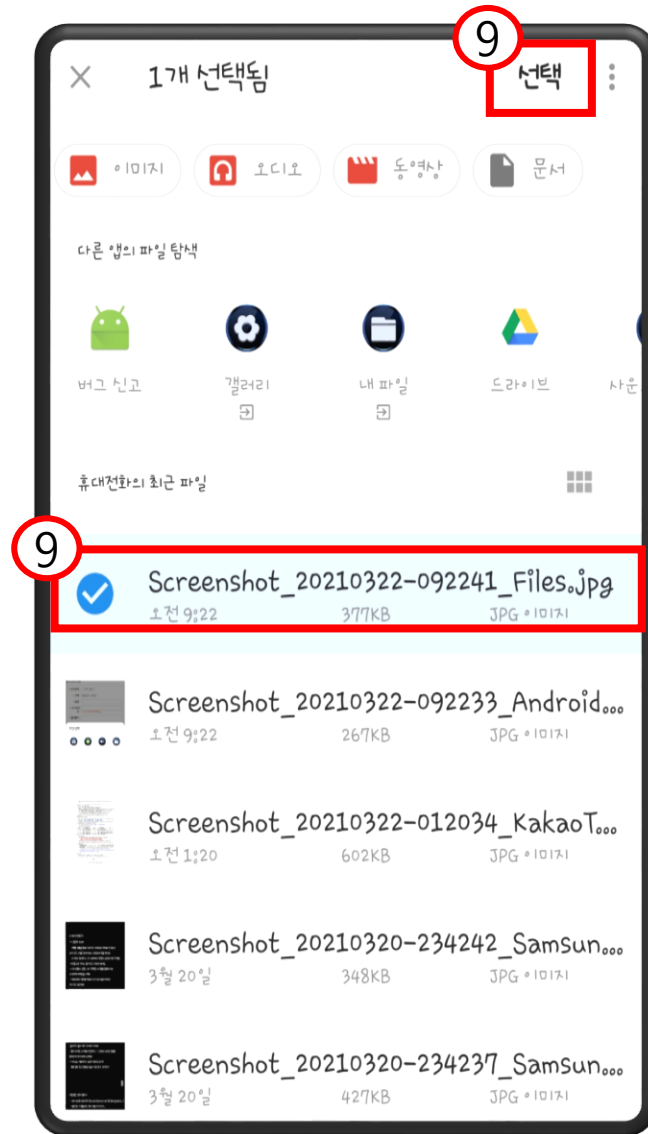 9
1개 선택됨 선택
이미지 오디오 동영상 문서
다른 앱의 파일 탐색
버그 신고 갤러리 내 파일 드라이브 사운
휴대전화의 최근 파일
9
Screenshot_20210322-092241_Files.jpg
오전 9:22 377KB JPG 이미지
Screenshot_20210322-092233_Android...
오전 9:22 267KB JPG 이미지
Screenshot_20210322-012034_KakaoT...
오전 1:20 602KB JPG 이미지
Screenshot_20210320-234242_Samsun...
3월 20일 348KB JPG 이미지
Screenshot_20210320-234237_Samsun...
3월 20일 427KB JPG 이미지